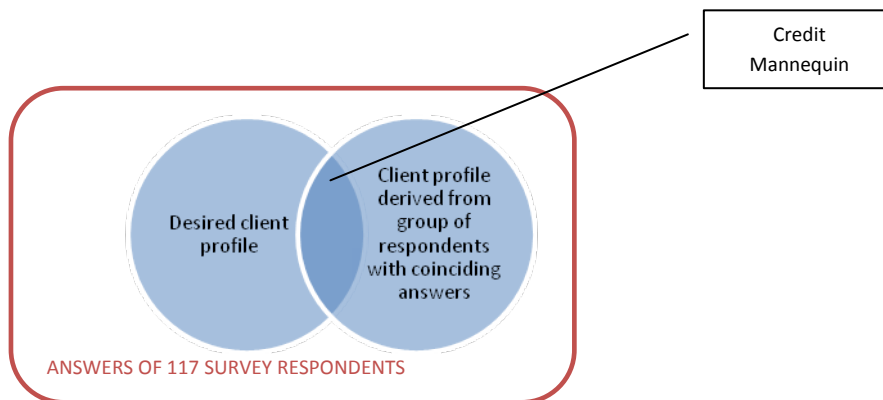 Credit
Mannequin
Desired client
profile
Client profile
derived from
group of
respondents
with coinciding
answers
ANSWERS OF 117 SURVEY RESPONDENTS